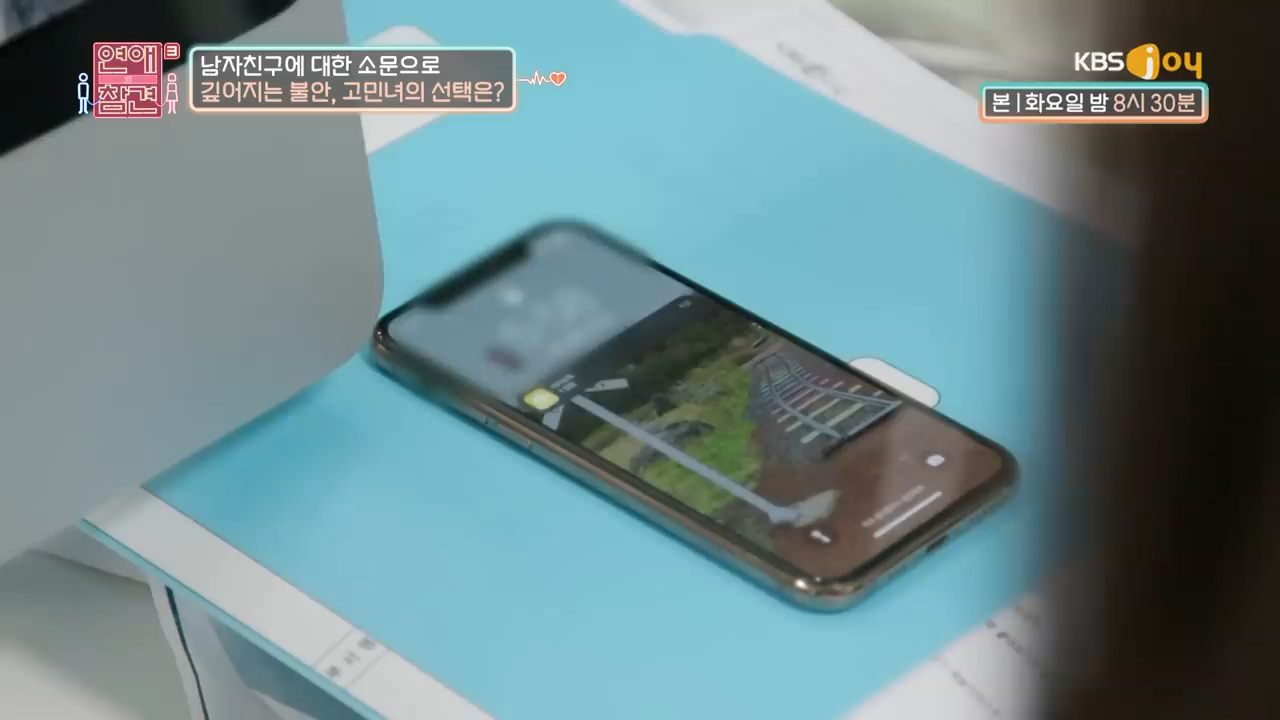 연애의 참견 3
남자친구에 대한 소문으로
깊어지는 불안, 고민녀의 선택은?
KBS joy
본 | 화요일 밤 8시 30분